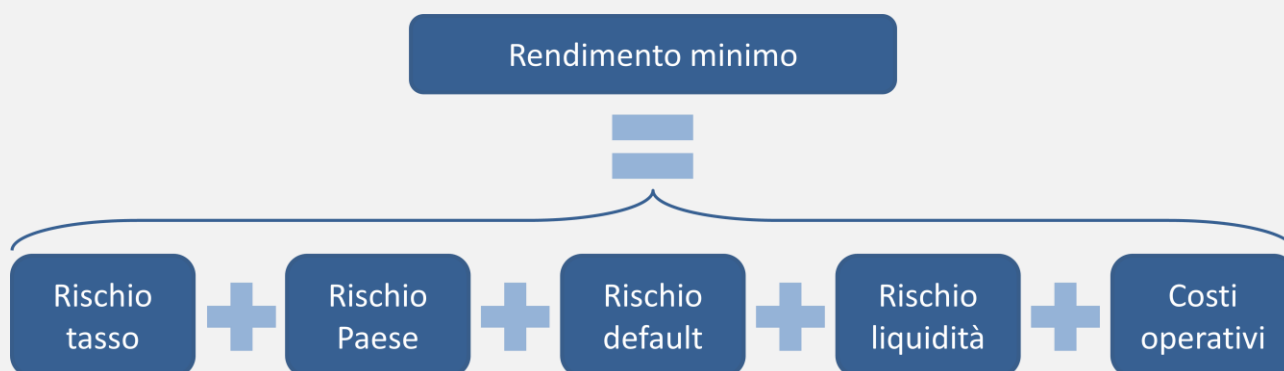 Rendimento minimo
Rischio
tasso
Rischio
Paese
Rischio
default
Rischio
liquidità
Costi
operativi